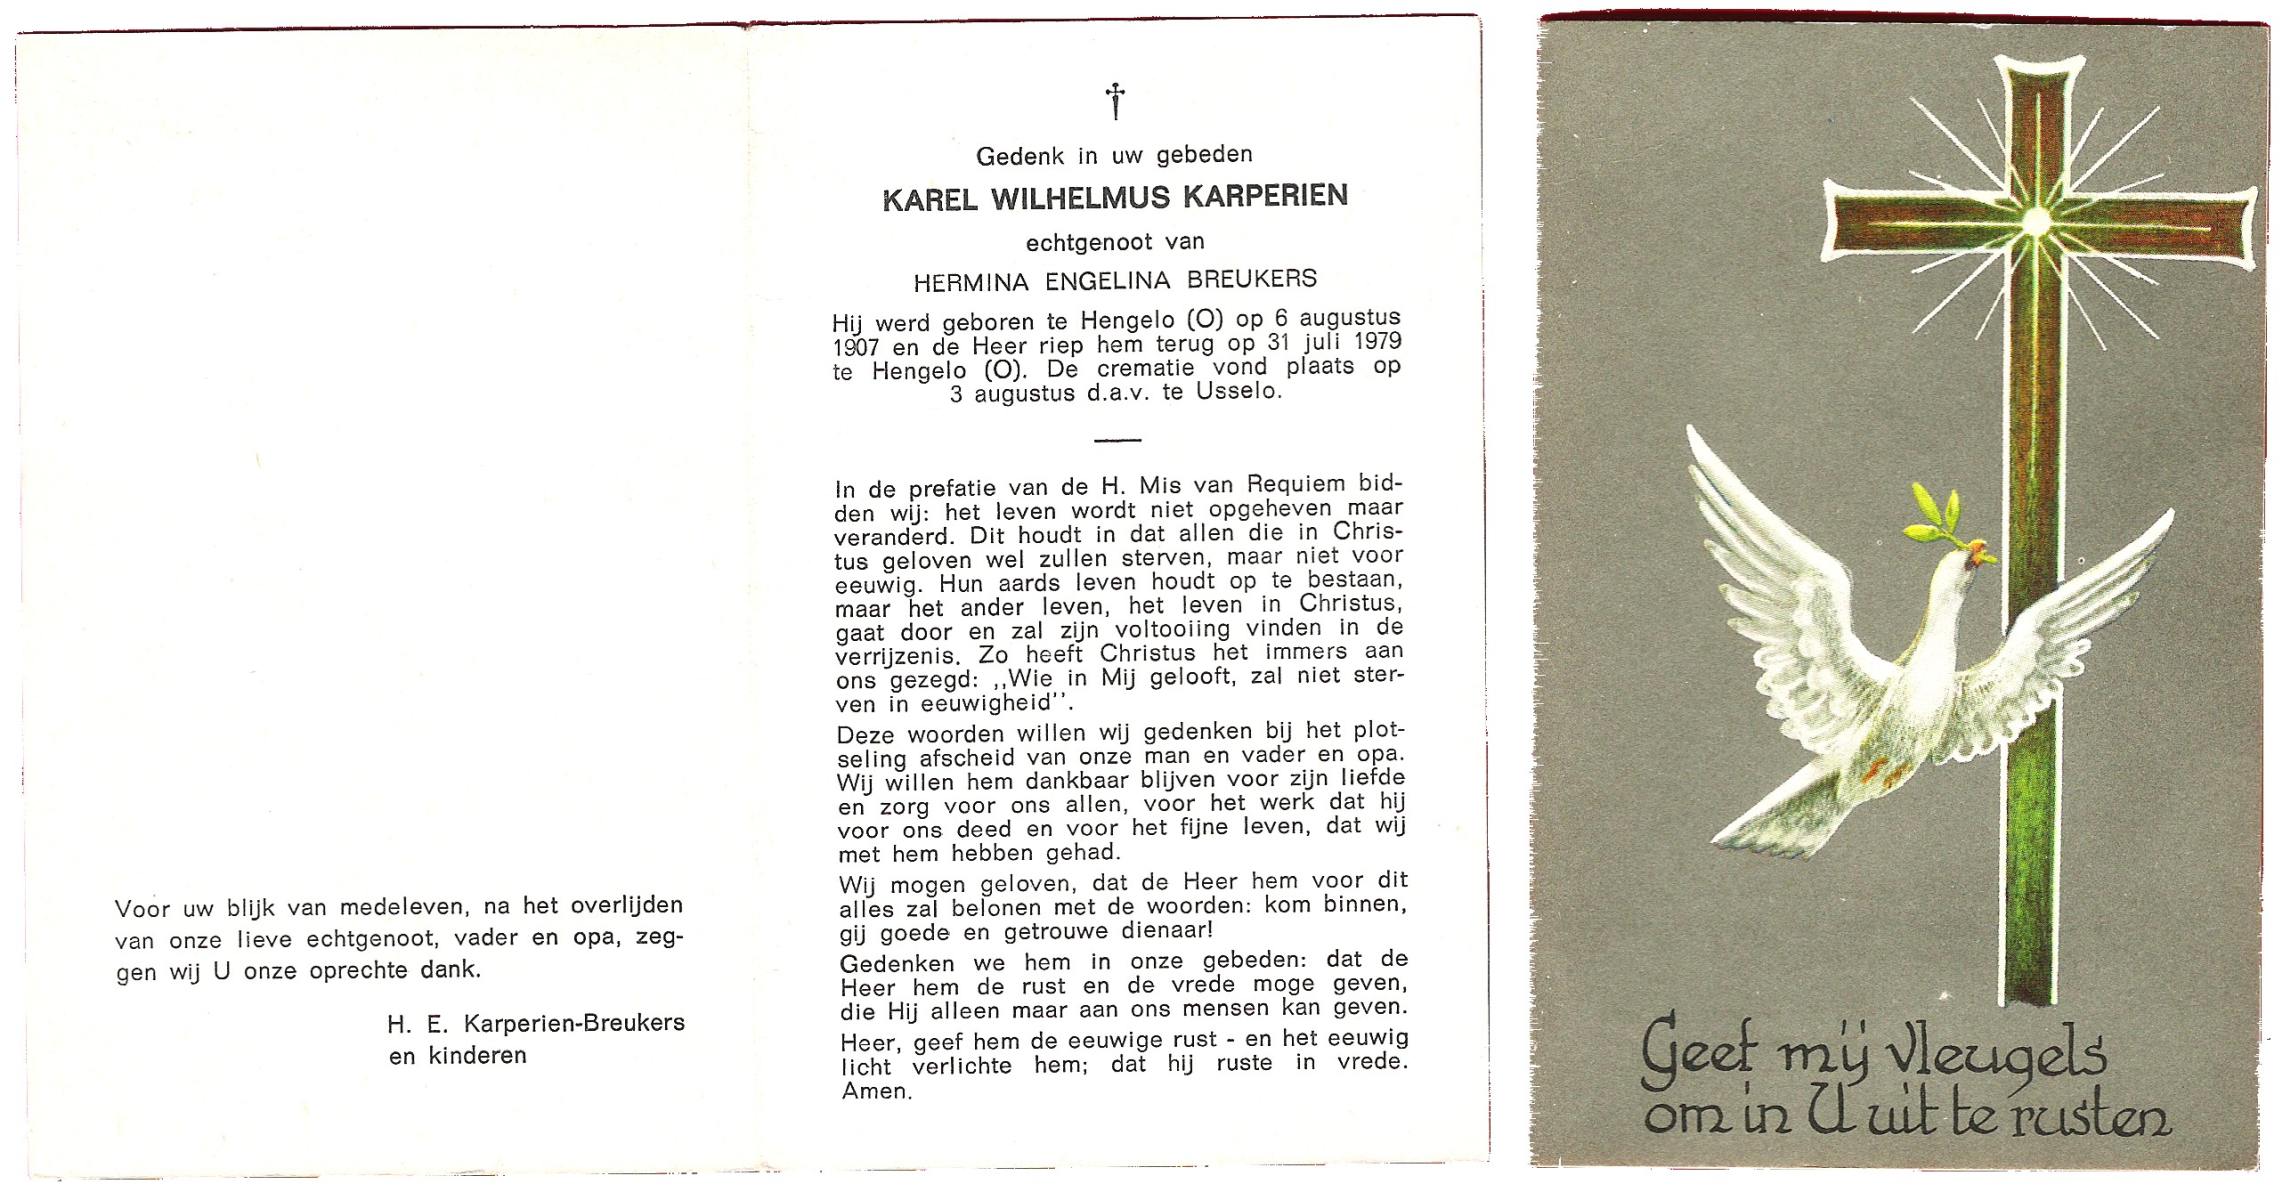 Voor uw blijk van medeleven, na het overlijden
van onze lieve echtgenoot, vader en opa, zeg-
gen wij U onze oprechte dank.
H. E. Karperien-Breukers
en kinderen
†
Gedenk in uw gebeden
KAREL WILHELMUS KARPERIEN
echtgenoot van
HERMINA ENGELINA BREUKERS
Hij werd geboren te Hengelo (O) op 6 augustus
1907 en de Heer riep hem terug op 31 juli 1979
te Hengelo (O). De crematie vond plaats op
3 augustus d.a.v. te Usselo.
In de prefatie van de H. Mis van Requiem bid-
den wij: het leven wordt niet opgeheven maar
veranderd. Dit houdt in dat allen die in Chris-
tus geloven wel zullen sterven, maar niet voor
eeuwig. Hun aards leven houdt op te bestaan,
maar het ander leven, het leven in Christus,
gaat door en zal zijn voltooiing vinden in de
verrijzenis. Zo heeft Christus het immers aan
ons gezegd: ,,Wie in Mij gelooft, zal niet ster-
ven in eeuwigheid''.
Deze woorden willen wij gedenken bij het plot-
seling afscheid van onze man en vader en opa.
Wij willen hem dankbaar blijven voor zijn liefde
en zorg voor ons allen, voor het werk dat hij
voor ons deed en voor het fijne leven, dat wij
met hem hebben gehad.
Wij mogen geloven, dat de Heer hem voor dit
alles zal belonen met de woorden: kom binnen,
gij goede en getrouwe dienaar!
Gedenken we hem in onze gebeden: dat de
Heer hem de rust en de vrede moge geven,
die Hij alleen maar aan ons mensen kan geven.
Heer, geef hem de eeuwige rust - en het eeuwig
licht verlichte hem; dat hij ruste in vrede.
Amen.
Geef mij vleugels
om in U uit te rusten